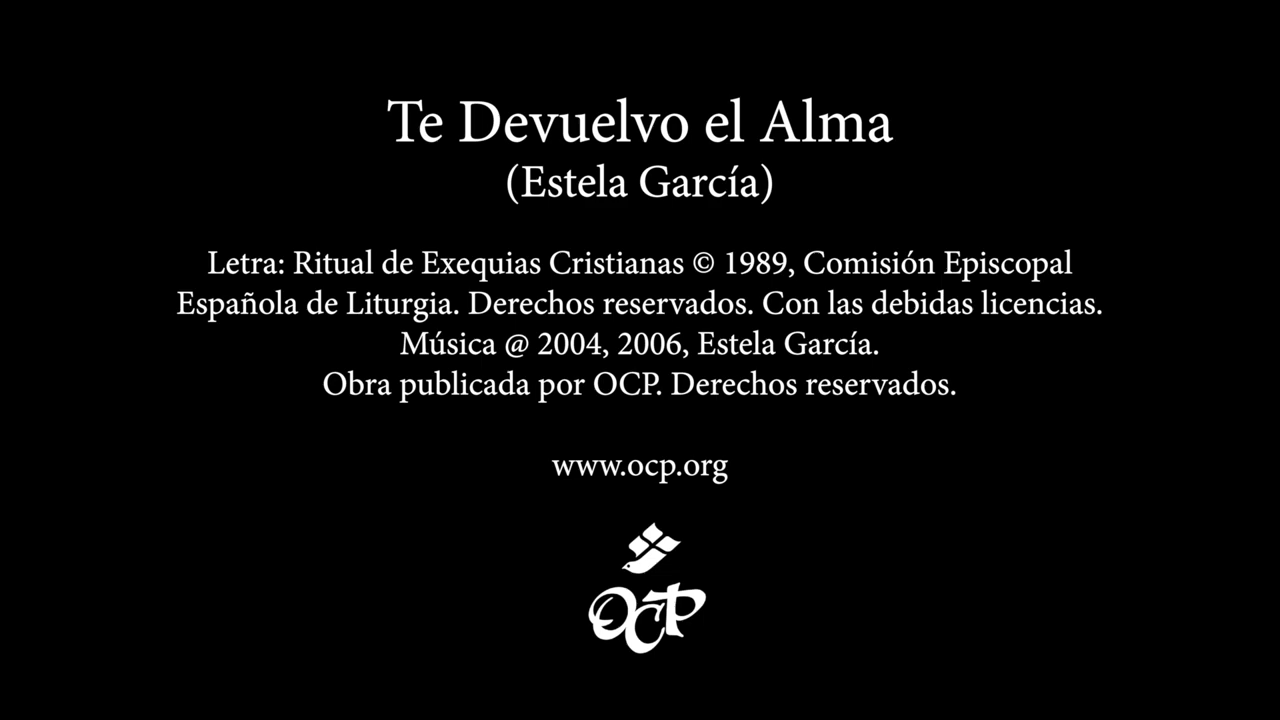 Te Devuelvo el Alma
(Estela García)
Letra: Ritual de Exequias Cristianas © 1989, Comisión Episcopal
Española de Liturgia. Derechos reservados. Con las debidas licencias.
Música @ 2004, 2006, Estela García.
Obra publicada por OCP. Derechos reservados.
www.ocp.org
OCP